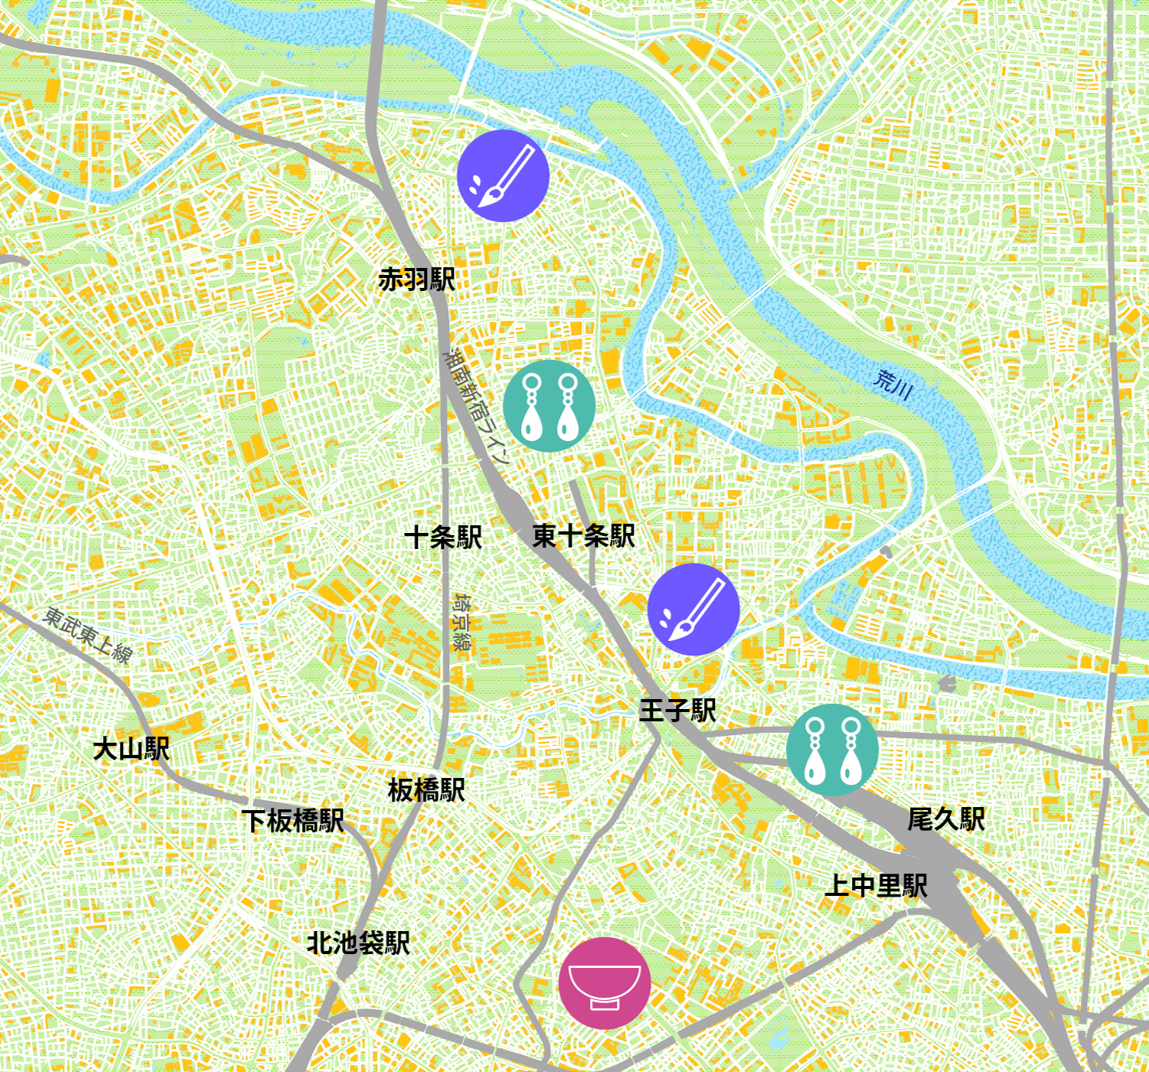 赤羽駅
湘南新宿ライン
荒川
十条駅
東十条駅
埼京線
東武東上線
王子駅
大山駅
板橋駅
下板橋駅
尾久駅
上中里駅
北池袋駅